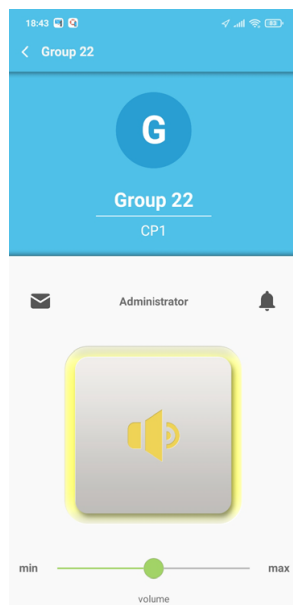 18:43
83
Group 22
G
Group 22
CP1
Administrator
min
max
volume